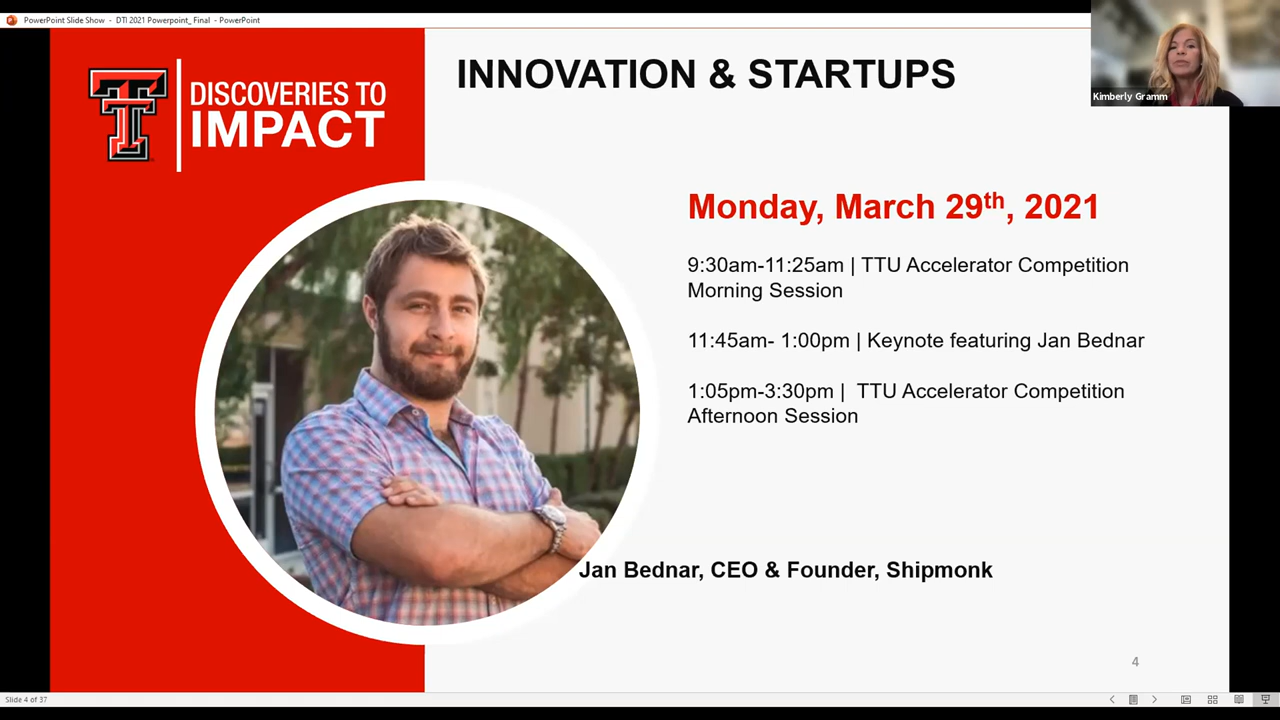 PowerPoint Slide Show - DTI 2021 Powerpoint_ Final - PowerPoint
Kimberly Gramm
DISCOVERIES TO
IMPACT
INNOVATION & STARTUPS
Monday, March 29th, 2021
9:30am-11:25am | TTU Accelerator Competition
Morning Session
11:45am- 1:00pm | Keynote featuring Jan Bednar
1:05pm-3:30pm | TTU Accelerator Competition
Afternoon Session
Jan Bednar, CEO & Founder, Shipmonk
4
Slide 4 of 37